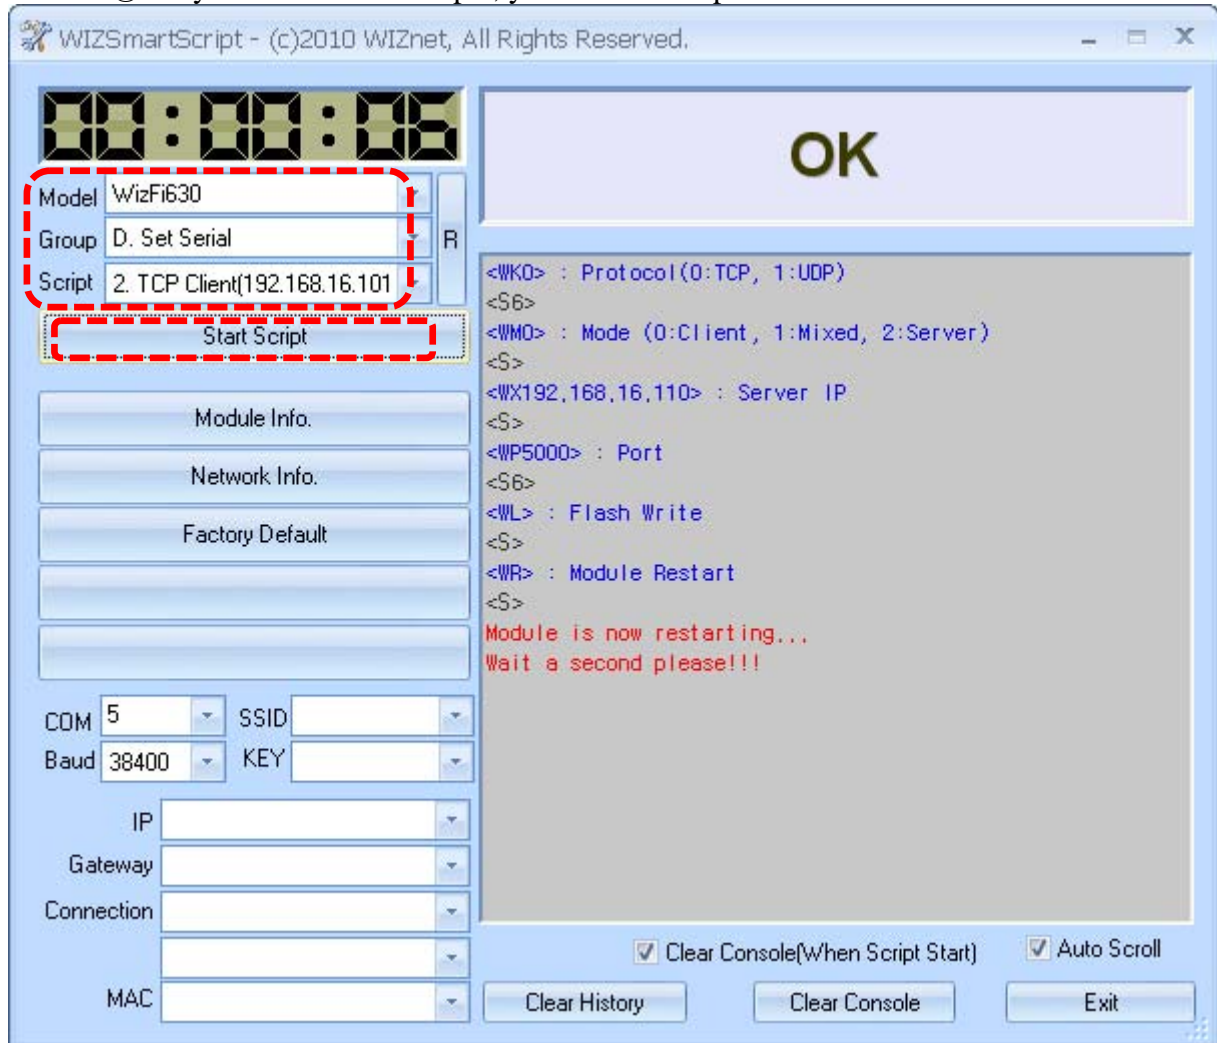 WIZSmartScript - (c)2010 WIZnet, All Rights Reserved.
00:00:06
OK
Model WizFi630
Group D. Set Serial
R
Script 2. TCP Client(192.168.16.101
Start Script
Module Info.
Network Info.
Factory Default
COM 5 SSID
Baud 38400 KEY
IP
Gateway
Connection
MAC
<WK0> : Protocol(0:TCP, 1:UDP)
<S6>
<WM0> : Mode (0:Client, 1:Mixed, 2:Server)
<S>
<WX192,168,16,110> : Server IP
<S>
<WP5000> : Port
<S6>
<WL> : Flash Write
<S>
<WR> : Module Restart
<S>
Module is now restarting...
Wait a second please!!!
Clear Console(When Script Start) Auto Scroll
Clear History Clear Console Exit